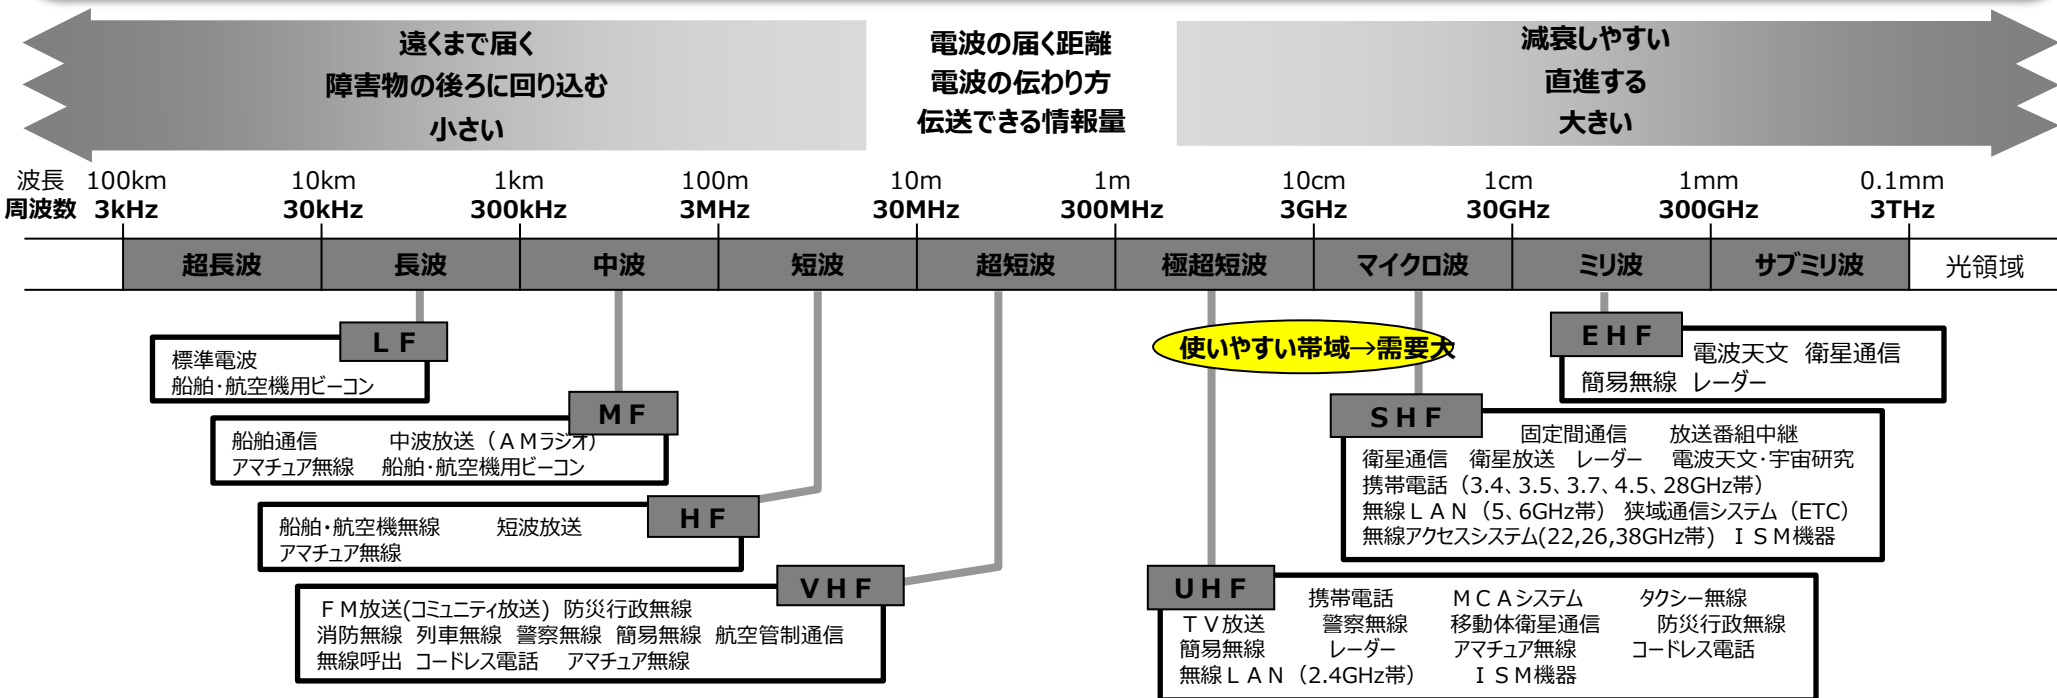 遠くまで届く 電波の届く距離 減衰しやすい
障害物の後ろに回り込む 電波の伝わり方 直進する
小さい 伝送できる情報量 大きい
波長 100km 10km 1km 100m 10m 1m 10cm 1cm 1mm 0.1mm
周波数 3kHz 30kHz 300kHz 3MHz 30MHz 300MHz 3GHz 30GHz 300GHz 3THz
超長波 長波 中波 短波 超短波 極超短波 マイクロ波 ミリ波 サブミリ波 光領域
LF
標準電波
船舶・航空機用ビーコン
MF
船舶通信 中波放送（AMラジオ）
アマチュア無線 船舶・航空機用ビーコン
HF
船舶・航空機無線 短波放送
アマチュア無線
VHF
FM放送(コミュニティ放送) 防災行政無線
消防無線 列車無線 警察無線 簡易無線 航空管制通信
無線呼出 コードレス電話 アマチュア無線
使いやすい帯域→需要大
UHF
携帯電話 MCAシステム タクシー無線
TV放送 警察無線 移動体衛星通信 防災行政無線
簡易無線 レーダー アマチュア無線 コードレス電話
無線LAN（2.4GHz帯） ISM機器
SHF
固定間通信 放送番組中継
衛星通信 衛星放送 レーダー 電波天文・宇宙研究
携帯電話（3.4、3.5、3.7、4.5、28GHz帯）
無線LAN（5、6GHz帯） 狭域通信システム（ETC）
無線アクセスシステム(22,26,38GHz帯) ISM機器
EHF
電波天文 衛星通信
簡易無線 レーダー